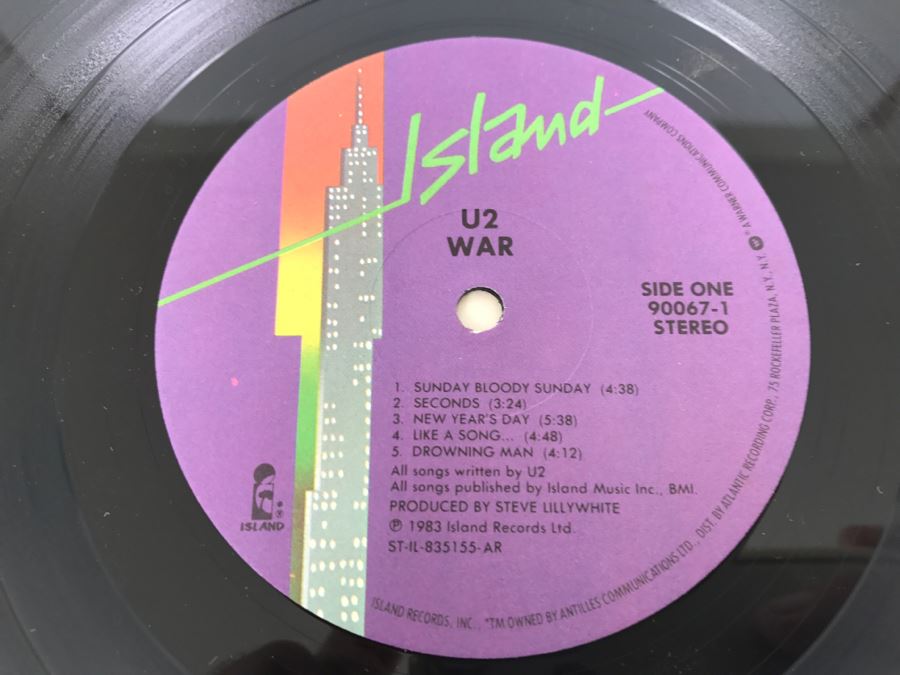 Island
U2
WAR
SIDE ONE
90067-1
STEREO
1. SUNDAY BLOODY SUNDAY (4:38)
2. SECONDS (3:24)
3. NEW YEAR'S DAY (5:38)
4. LIKE A SONG... (4:48)
5. DROWNING MAN (4:12)
All songs written by U2
All songs published by Island Music Inc., BMI.
PRODUCED BY STEVE LILLYWHITE
℗ 1983 Island Records Ltd.
ST-IL-835155-AR
ISLAND
ISLAND RECORDS, INC., *TM OWNED BY ANTILLES COMMUNICATIONS LTD., DIST. BY ATLANTIC RECORDING CORP., 75 ROCKEFELLER PLAZA, N.Y., N.Y. ® A WARNER COMMUNICATIONS COMPANY